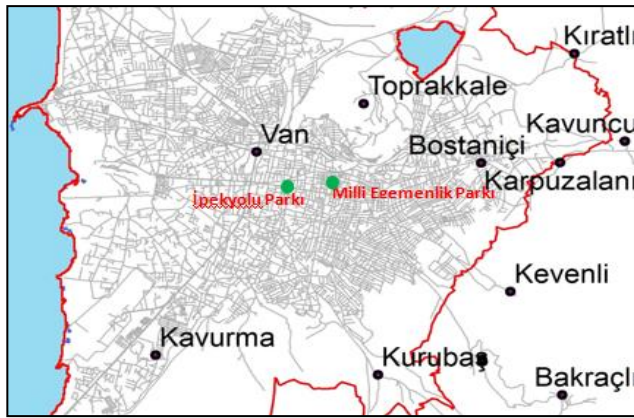 Kıratlı
Toprakkale
Van
Bostaniçi
Kavuncu
Karpuzalanı
İpekyolu Parkı
Milli Egemenlik Parkı
Kevenli
Kavurma
Kurubaş
Bakraçlı